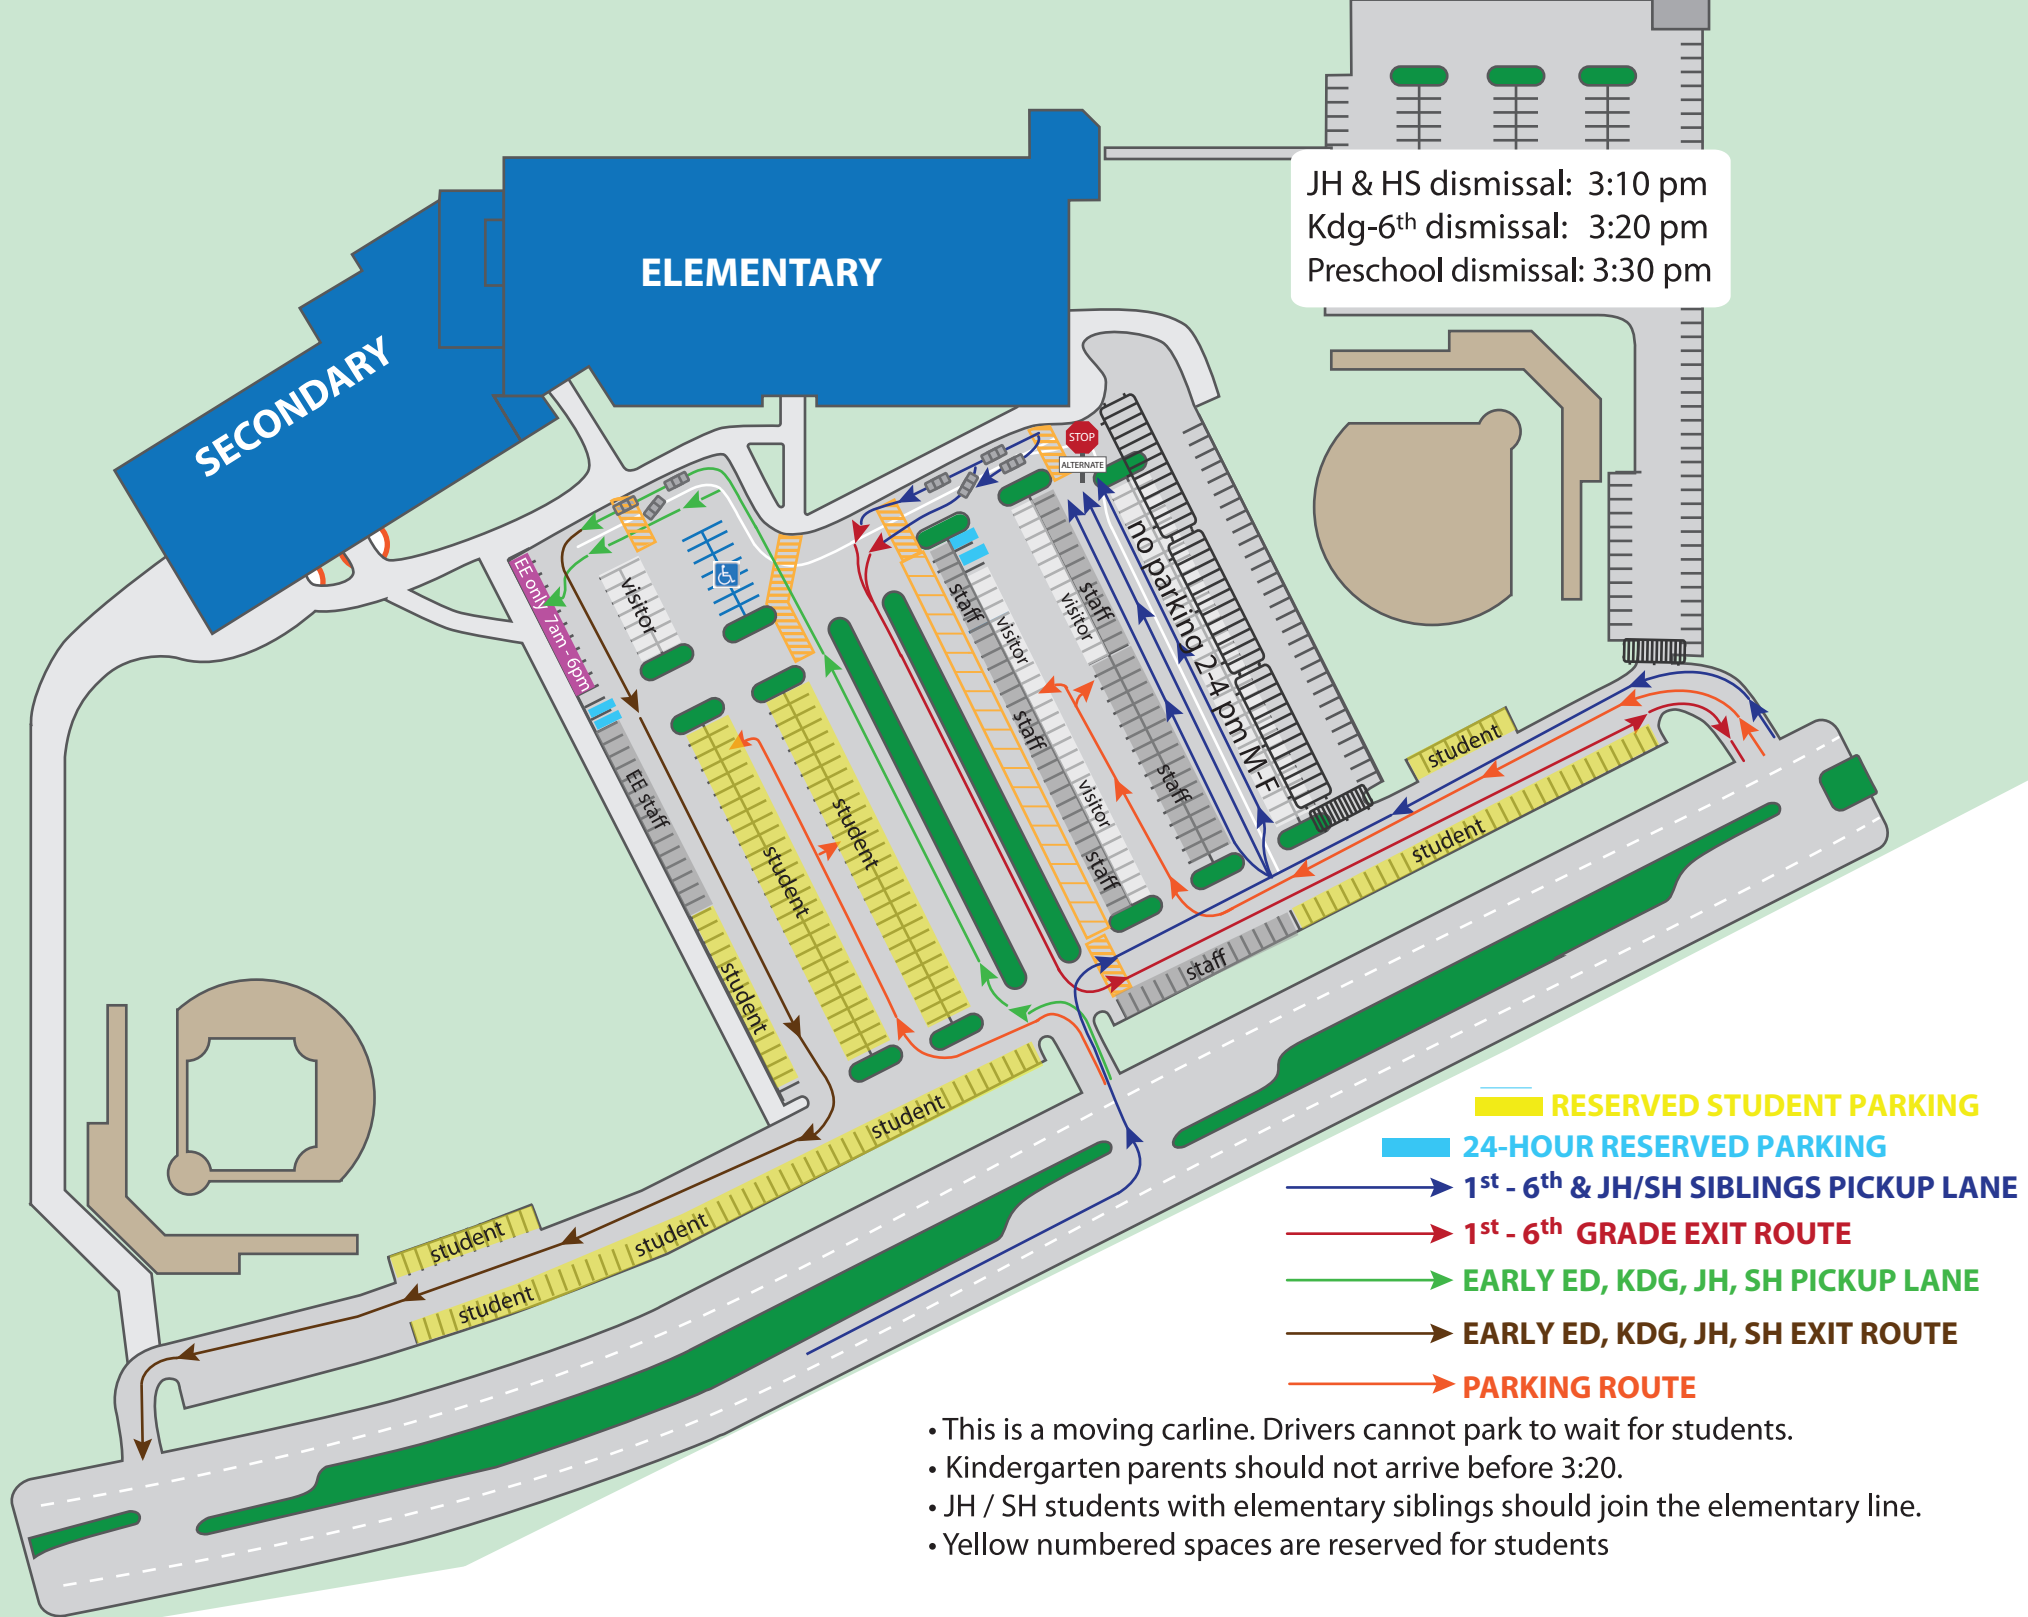 JH & HS dismissal: 3:10 pm
Kdg-6th dismissal: 3:20 pm
Preschool dismissal: 3:30 pm
ELEMENTARY
SECONDARY
STOP
ALTERNATE
no parking 2-4 pm M-F
EE only 7am - 6pm
visitor
staff
visitor
staff
visitor
staff
visitor
staff
staff
EE staff
student
student
student
student
student
staff
student
student
student
student
RESERVED STUDENT PARKING
24-HOUR RESERVED PARKING
1st - 6th & JH/SH SIBLINGS PICKUP LANE
1st - 6th GRADE EXIT ROUTE
EARLY ED, KDG, JH, SH PICKUP LANE
EARLY ED, KDG, JH, SH EXIT ROUTE
PARKING ROUTE
• This is a moving carline. Drivers cannot park to wait for students.
• Kindergarten parents should not arrive before 3:20.
• JH / SH students with elementary siblings should join the elementary line.
• Yellow numbered spaces are reserved for students